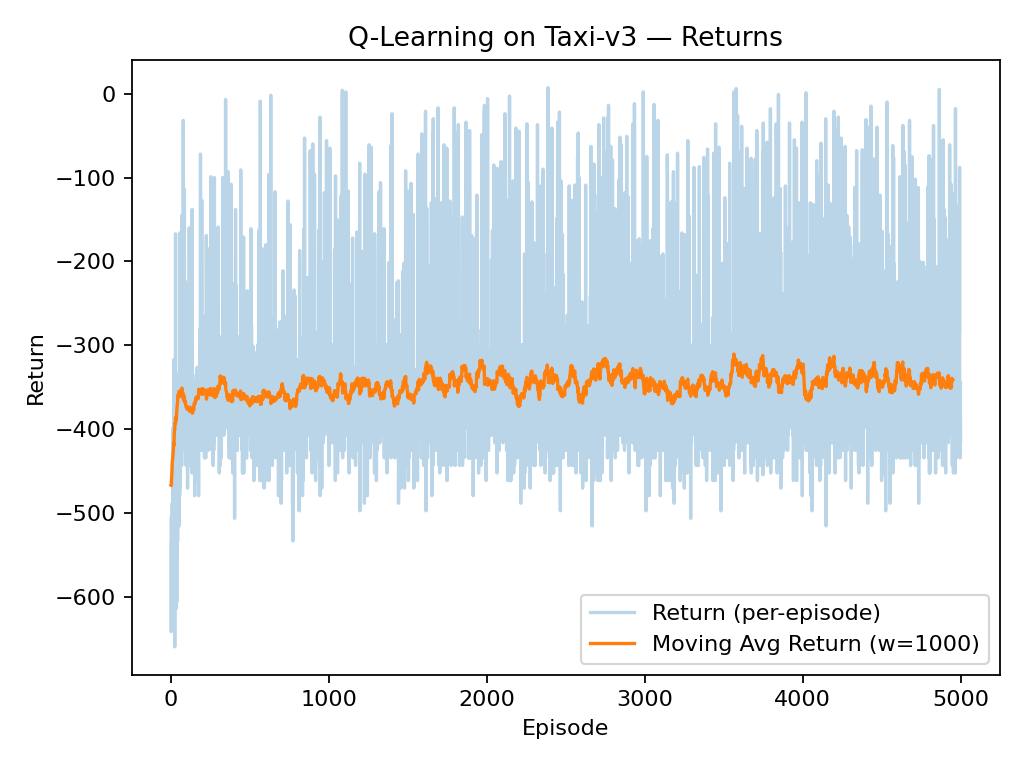 Q-Learning on Taxi-v3 — Returns
0
−100
−200
−300
−400
−500
−600
Return
Return (per-episode)
Moving Avg Return (w=1000)
0 1000 2000 3000 4000 5000
Episode